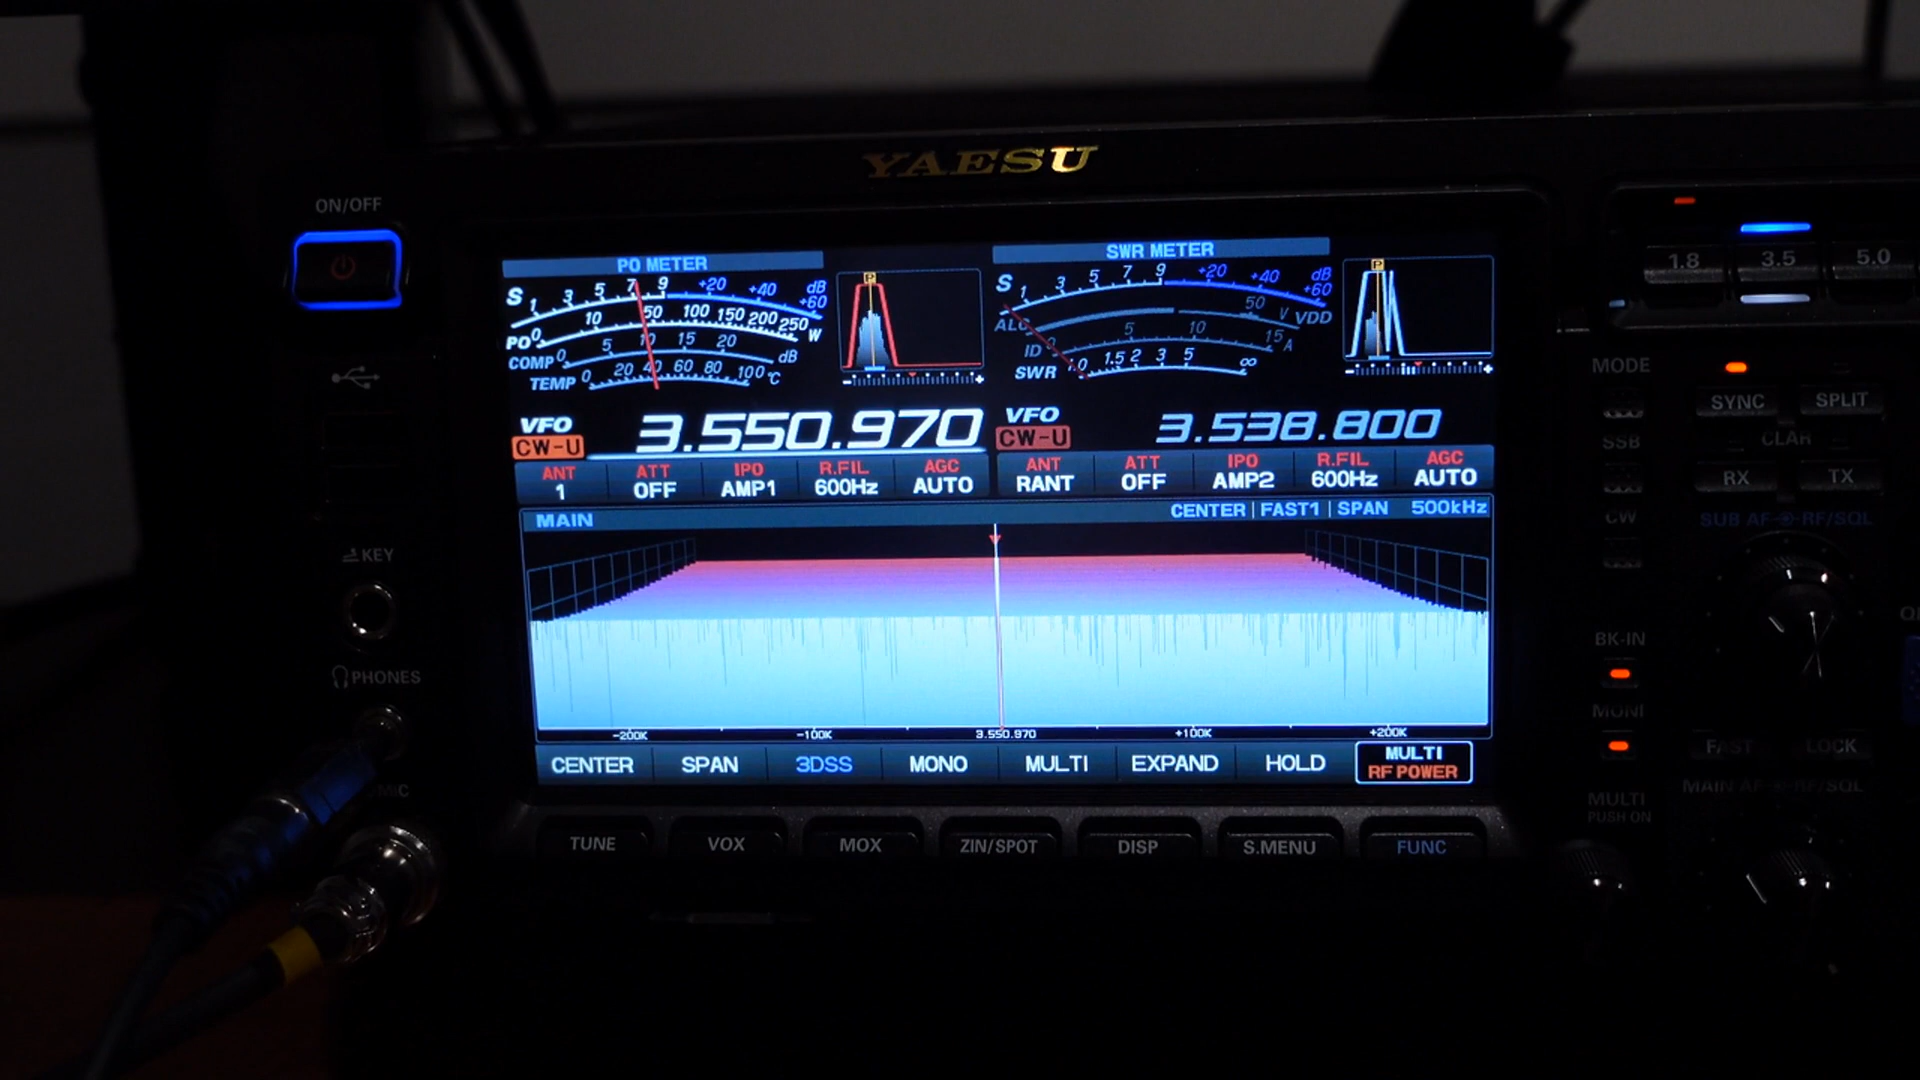 YAESU
ON/OFF
PO METER
S 1 3 5 7 9 +20 +40 +60 dB
PO 0 10 50 100 150 200 250 W
COMP 0 5 10 15 20 dB
TEMP 0 20 40 60 80 100 °C
P
- +
SWR METER
S 1 3 5 7 9 +20 +40 +60 dB
ALC 50 V VDD
ID 0 5 10 15 A
SWR 1.0 1.5 2 3 5 ∞
P
- +
1.8 3.5 5.0
VFO
CW-U
3.550.970
VFO
CW-U
3.538.800
ANT ATT IPO R.FIL AGC
1 OFF AMP1 600Hz AUTO
ANT ATT IPO R.FIL AGC
RANT OFF AMP2 600Hz AUTO
MAIN
CENTER | FAST1 | SPAN 500kHz
-200K -100K 3.550.970 +100K +200K
CENTER SPAN 3DSS MONO MULTI EXPAND HOLD MULTI
RF POWER
TUNE VOX MOX ZIN/SPOT DISP S.MENU FUNC
KEY
PHONES
MIC
MODE
SSB
CW
BK-IN
MONI
MULTI
PUSH ON
SYNC SPLIT
CLAR
RX TX
SUB AF RF/SQL
FAST LOCK
MAIN AF RF/SQL